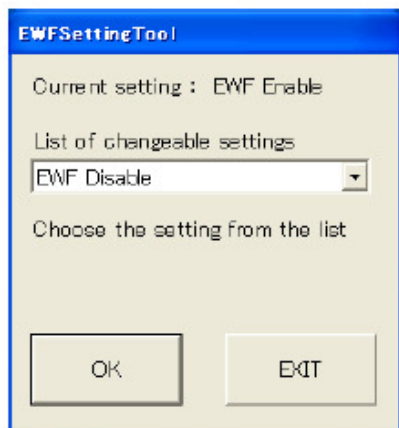 EWFSettingTool
Current setting : EWF Enable
List of changeable settings
EWF Disable
Choose the setting from the list
OK EXIT